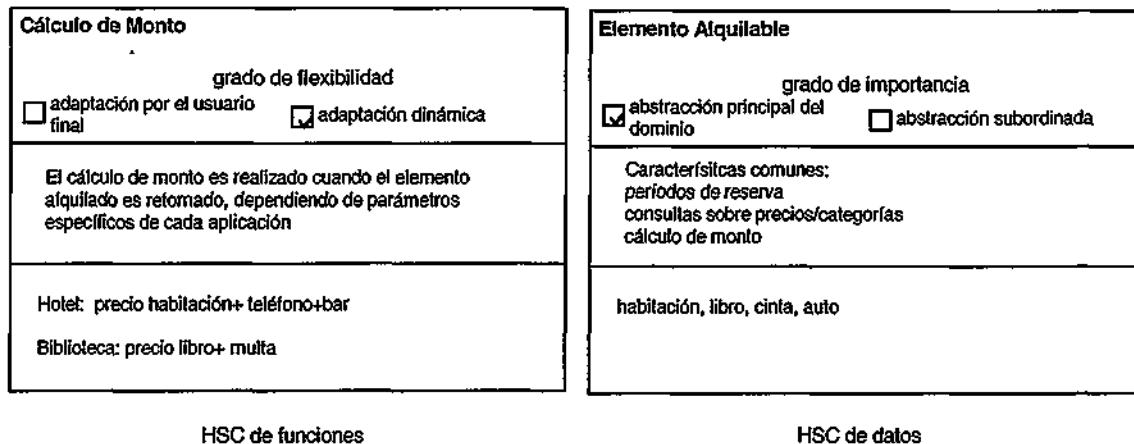 Cálculo de Monto
grado de flexibilidad
adaptación por el usuario
final
adaptación dinámica
El cálculo de monto es realizado cuando el elemento
alquilado es retornado, dependiendo de parámetros
específicos de cada aplicación
Hotel: precio habitación+ teléfono+bar
Biblioteca: precio libro+ multa
HSC de funciones
Elemento Alquilable
grado de importancia
abstracción principal del
dominio
abstracción subordinada
Caracterísitcas comunes:
períodos de reserva
consultas sobre precios/categorías
cálculo de monto
habitación, libro, cinta, auto
HSC de datos